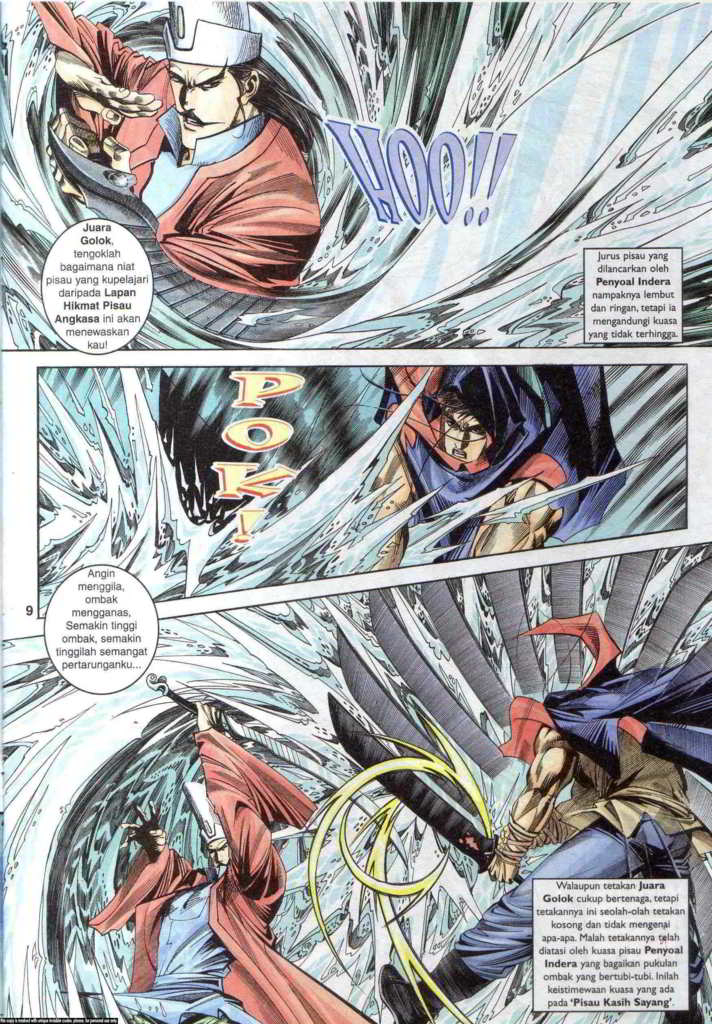 HOO!!
Juara
Golok,
tengoklah
bagaimana niat
pisau yang kupelajari
daripada Lapan
Hikmat Pisau
Angkasa ini akan
menewaskan
kau!
Jurus pisau yang
dilancarkan oleh
Penyoal Indera
nampaknya lembut
dan ringan, tetapi ia
mengandungi kuasa
yang tidak terhingga.
POK!
9
Angin
menggila,
ombak
mengganas,
Semakin tinggi
ombak, semakin
tinggilah semangat
pertarunganku...
Walaupun tetakan Juara
Golok cukup bertenaga, tetapi
tetakannya ini seolah-olah tetakan
kosong dan tidak mengenai
apa-apa. Malah tetakannya telah
diatasi oleh kuasa pisau Penyoal
Indera yang bagaikan pukulan
ombak yang bertubi-tubi. Inilah
keistimewaan kuasa yang ada
pada 'Pisau Kasih Sayang'.